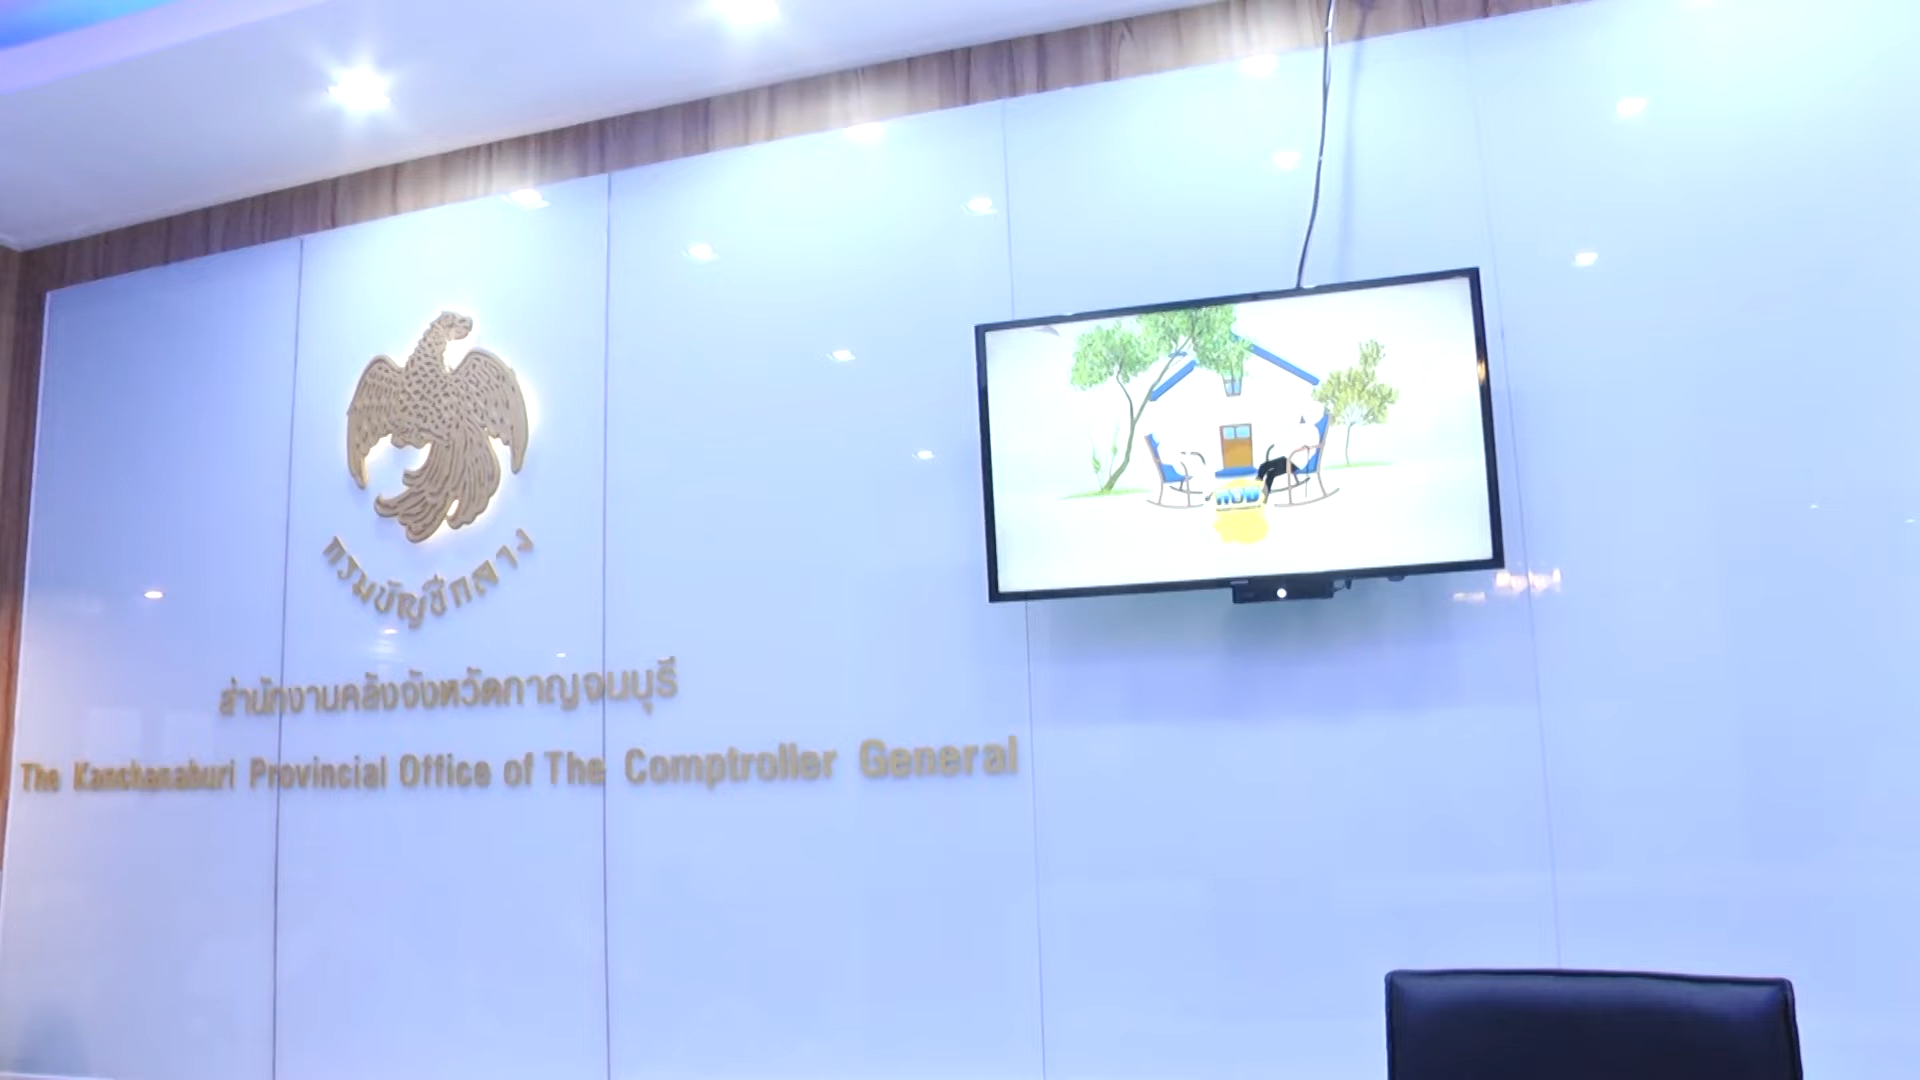 กรมบัญชีกลาง
สำนักงานคลังจังหวัดกาญจนบุรี
The Kanchanaburi Provincial Office of The Comptroller General